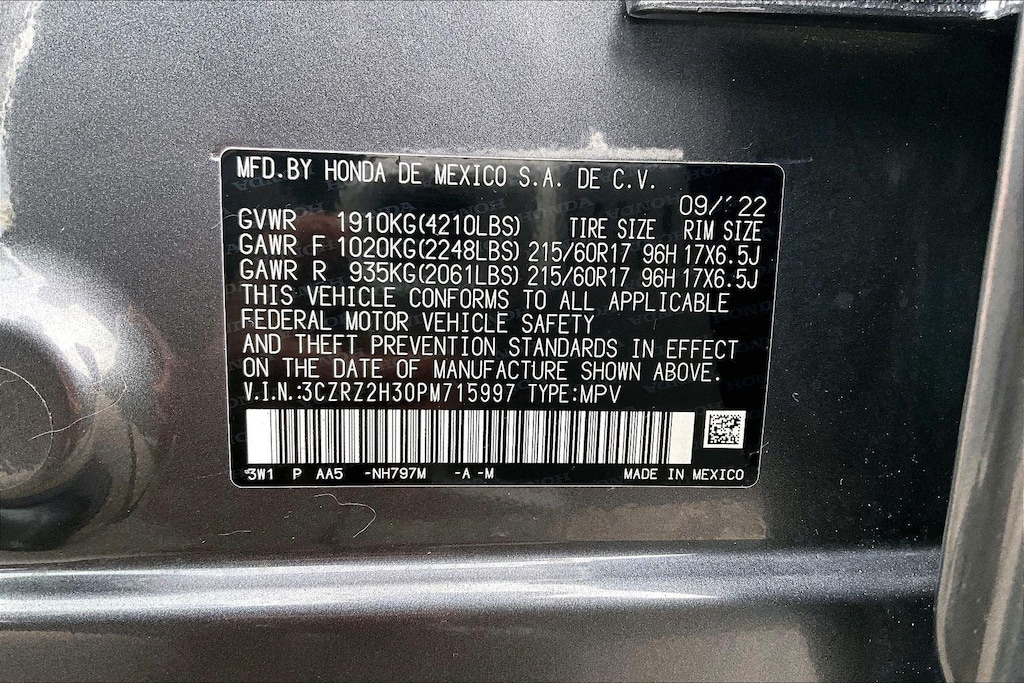 MFD.BY HONDA DE MEXICO S.A. DE C.V.
09/ 22
GVWR 1910KG(4210LBS) TIRE SIZE RIM SIZE
GAWR F 1020KG(2248LBS) 215/60R17 96H 17X6.5J
GAWR R 935KG(2061LBS) 215/60R17 96H 17X6.5J
THIS VEHICLE CONFORMS TO ALL APPLICABLE
FEDERAL MOTOR VEHICLE SAFETY
AND THEFT PREVENTION STANDARDS IN EFFECT
ON THE DATE OF MANUFACTURE SHOWN ABOVE.
V.I.N.:3CZRZ2H30PM715997 TYPE:MPV
3W1 P AA5 -NH797M -A -M MADE IN MEXICO